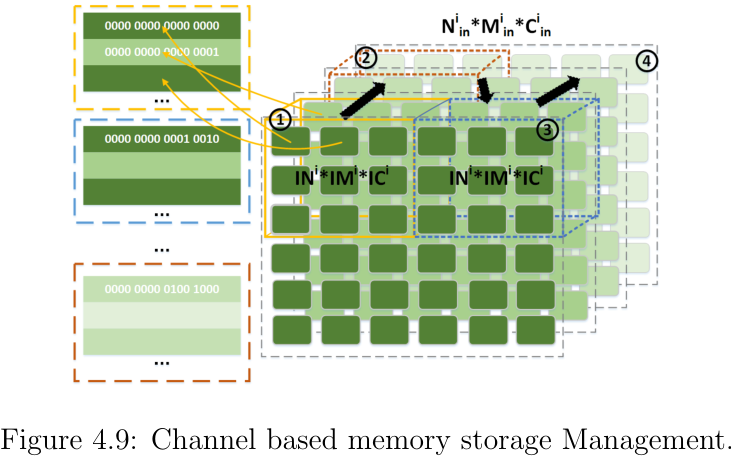 0000 0000 0000 0000
0000 0000 0000 0001
...
0000 0000 0001 0010
...
...
0000 0000 0100 1000
...
N^i_in*M^i_in*C^i_in
② ④
① ③
IN^i*IM^i*IC^i IN^i*IM^i*IC^i
Figure 4.9: Channel based memory storage Management.